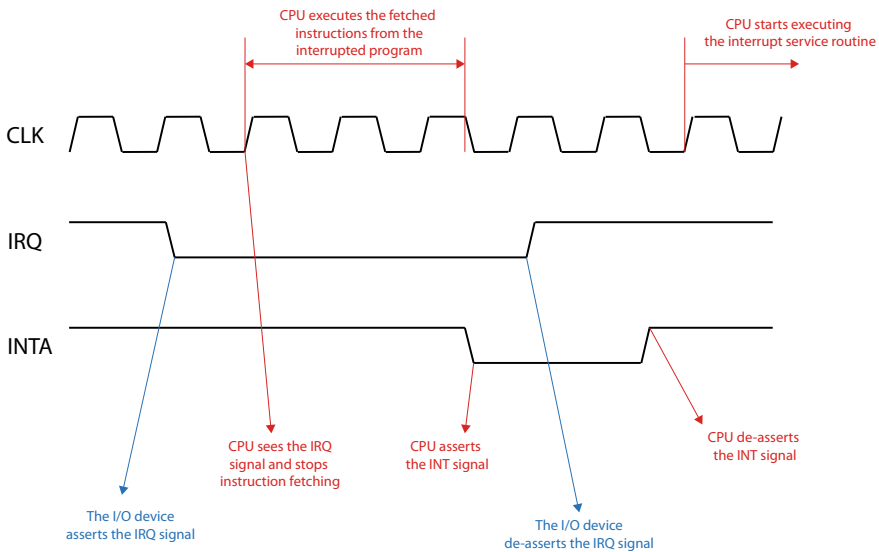 CPU executes the fetched
instructions from the
interrupted program
CPU starts executing
the interrupt service routine
CLK
IRQ
INTA
CPU sees the IRQ
signal and stops
instruction fetching
CPU asserts
the INT signal
CPU de-asserts
the INT signal
The I/O device
asserts the IRQ signal
The I/O device
de-asserts the IRQ signal